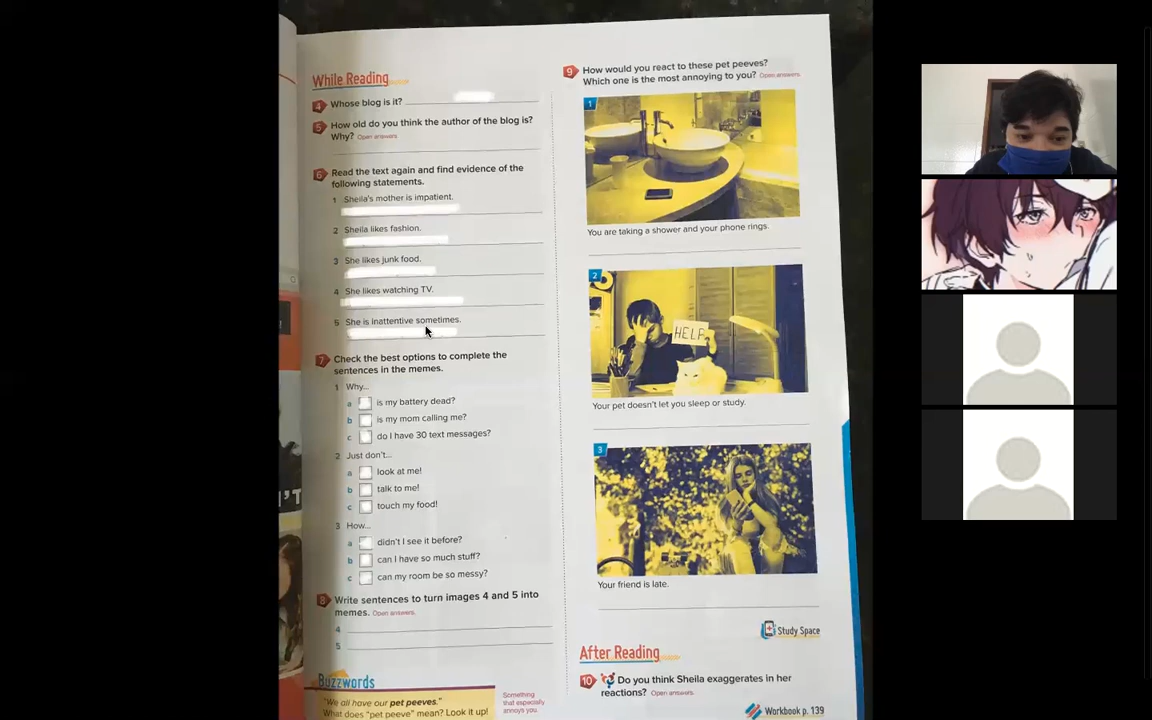 While Reading
4 Whose blog is it?
5 How old do you think the author of the blog is?
Why? Open answers.
6 Read the text again and find evidence of the
following statements.
1 Sheila's mother is impatient.
2 Sheila likes fashion.
3 She likes junk food.
4 She likes watching TV.
5 She is inattentive sometimes.
7 Check the best options to complete the
sentences in the memes.
1 Why...
a is my battery dead?
b is my mom calling me?
c do I have 30 text messages?
2 Just don't...
a look at me!
b talk to me!
c touch my food!
3 How...
a didn't I see it before?
b can I have so much stuff?
c can my room be so messy?
8 Write sentences to turn images 4 and 5 into
memes. Open answers.
4
5
Buzzwords
"We all have our pet peeves."
What does "pet peeve" mean? Look it up!
Something
that especially
annoys you
9 How would you react to these pet peeves?
Which one is the most annoying to you? Open answers.
1
You are taking a shower and your phone rings.
2
HELP
Your pet doesn't let you sleep or study.
3
Your friend is late.
Study Space
After Reading
10 Do you think Sheila exaggerates in her
reactions? Open answers.
Workbook p. 139